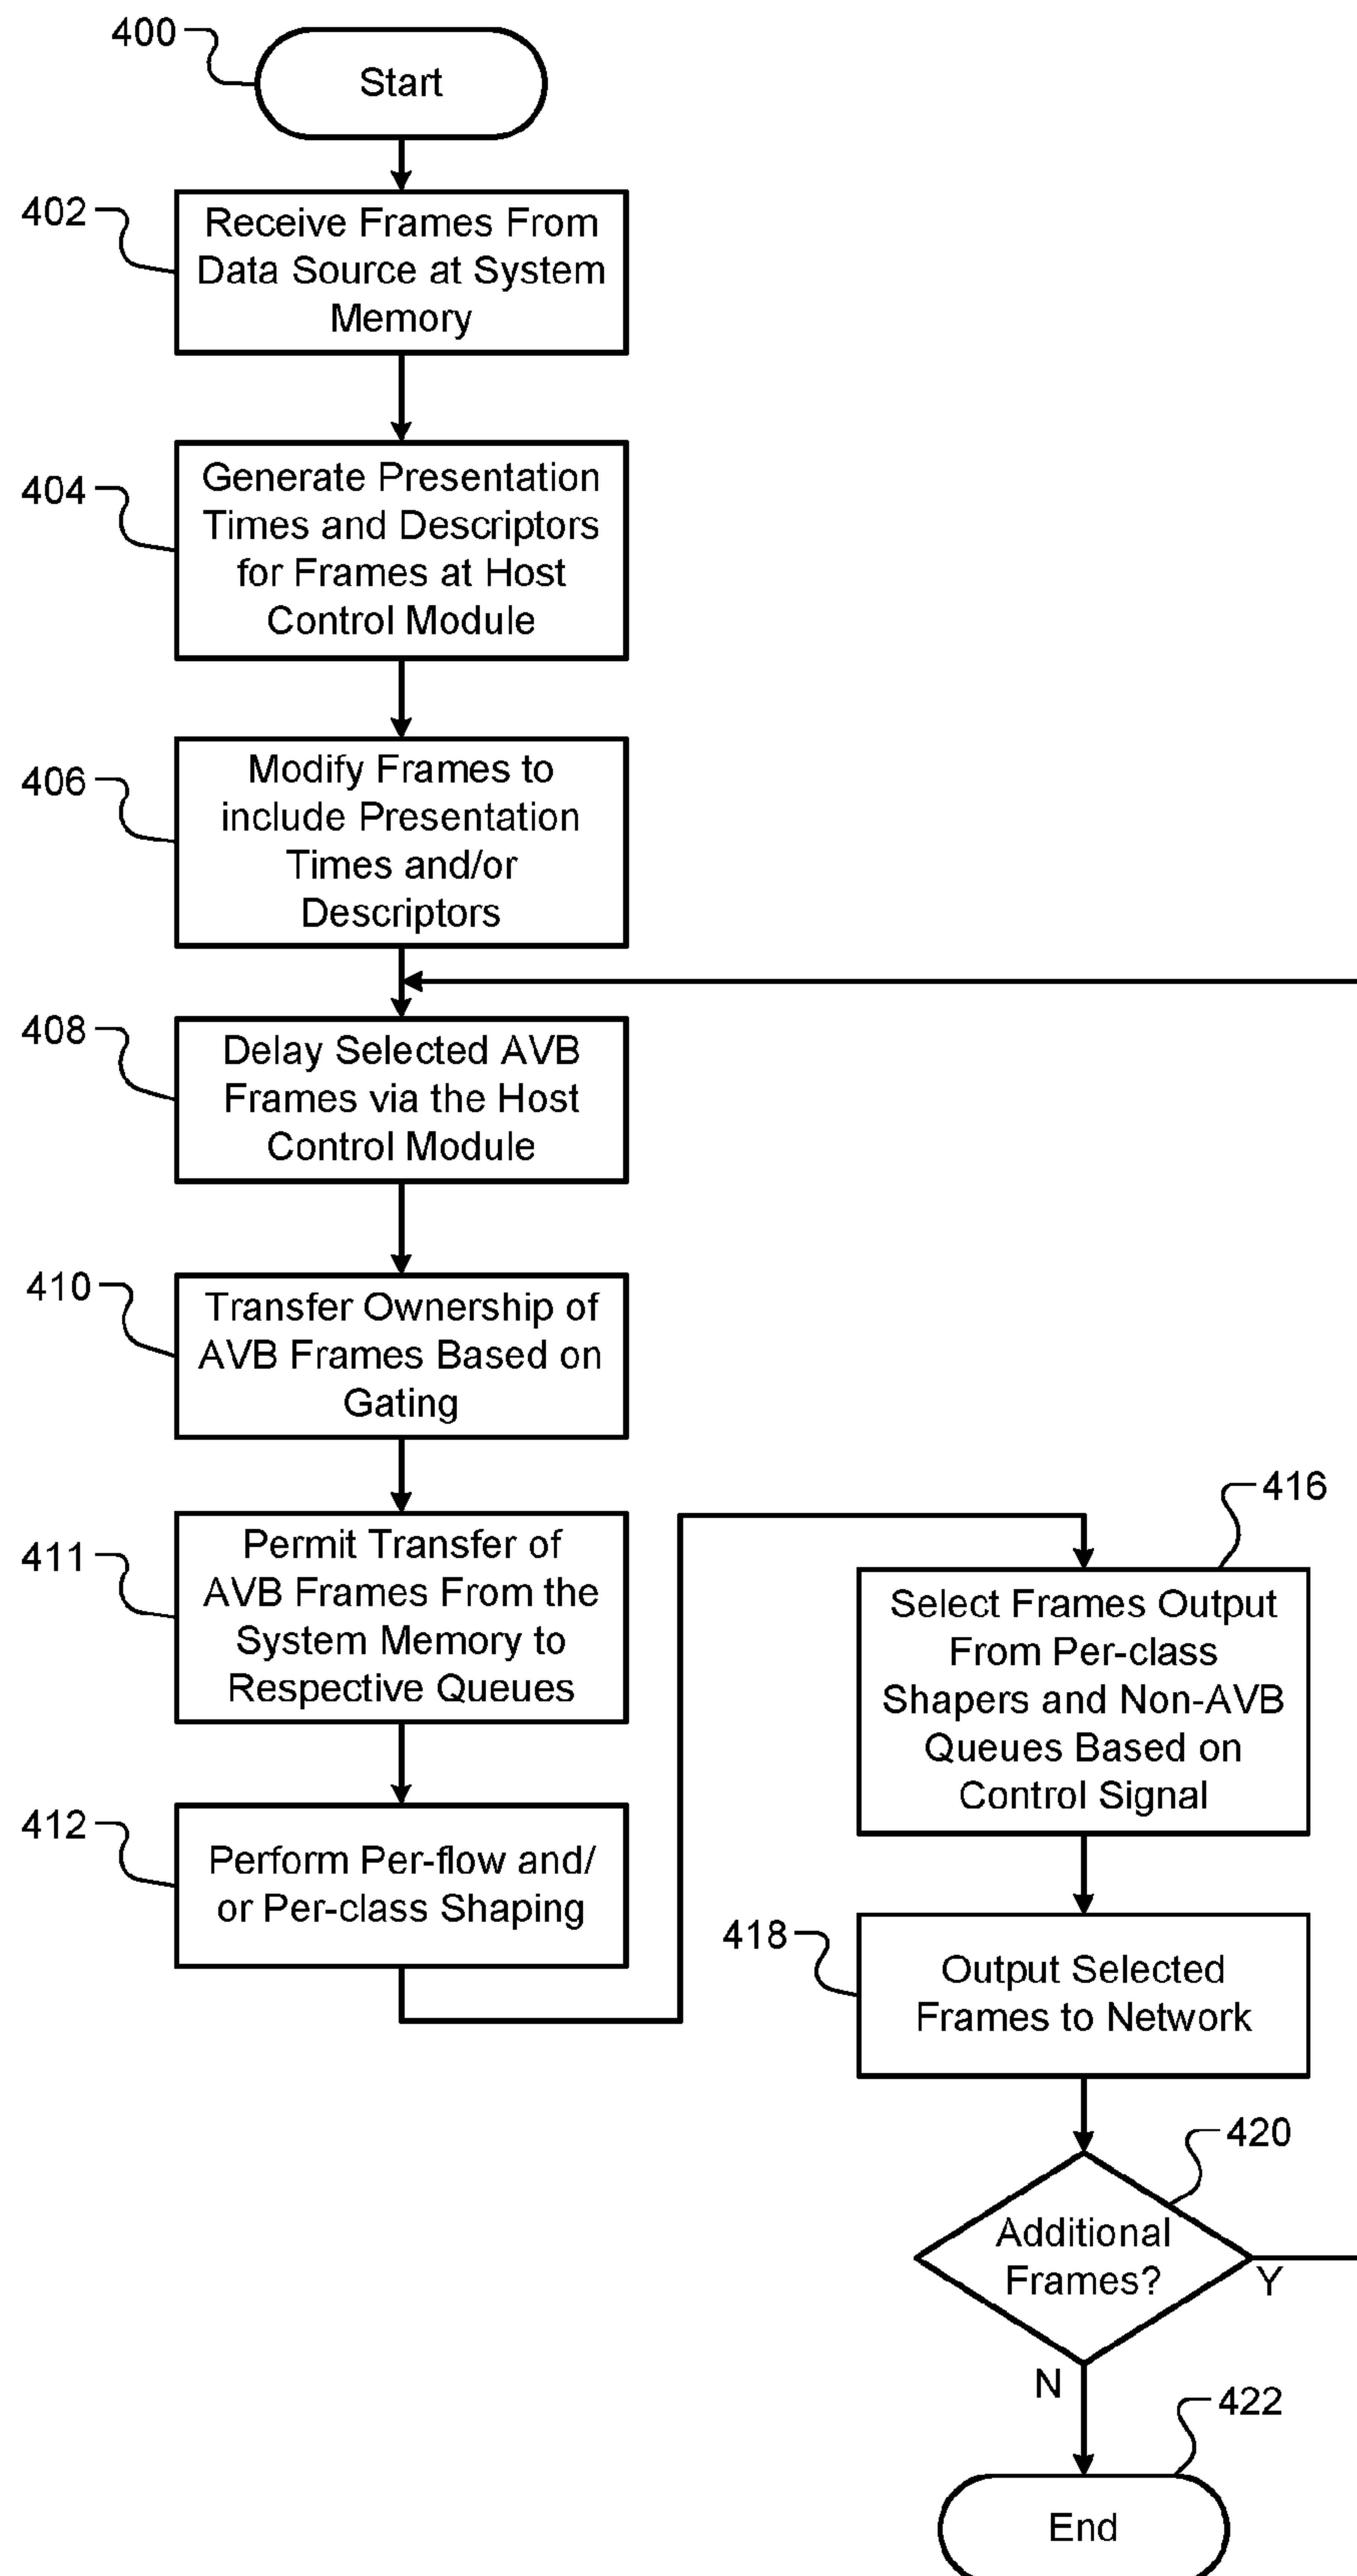 400
Start
402
Receive Frames From
Data Source at System
Memory
404
Generate Presentation
Times and Descriptors
for Frames at Host
Control Module
406
Modify Frames to
include Presentation
Times and/or
Descriptors
408
Delay Selected AVB
Frames via the Host
Control Module
410
Transfer Ownership of
AVB Frames Based on
Gating
411
Permit Transfer of
AVB Frames From the
System Memory to
Respective Queues
412
Perform Per-flow and/
or Per-class Shaping
416
Select Frames Output
From Per-class
Shapers and Non-AVB
Queues Based on
Control Signal
418
Output Selected
Frames to Network
420
Additional
Frames?
Y
N
422
End